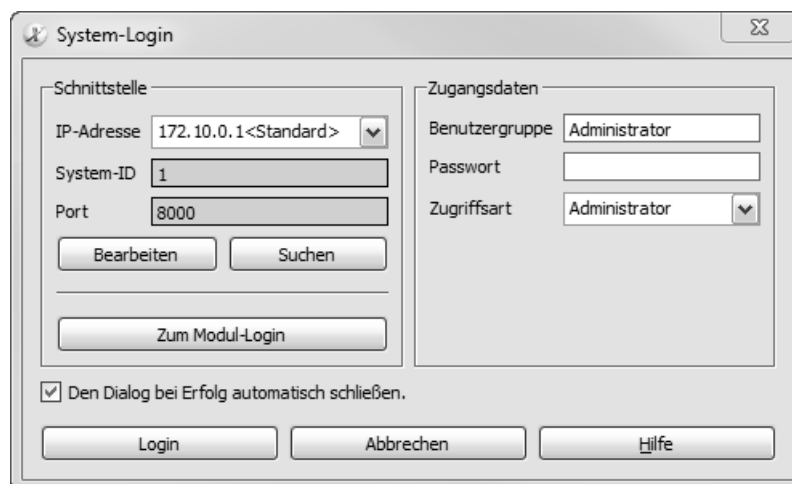 System-Login
Schnittstelle
IP-Adresse 172.10.0.1<Standard>
System-ID 1
Port 8000
Bearbeiten Suchen
Zum Modul-Login
Zugangsdaten
Benutzergruppe Administrator
Passwort
Zugriffsart Administrator
Den Dialog bei Erfolg automatisch schließen.
Login Abbrechen Hilfe